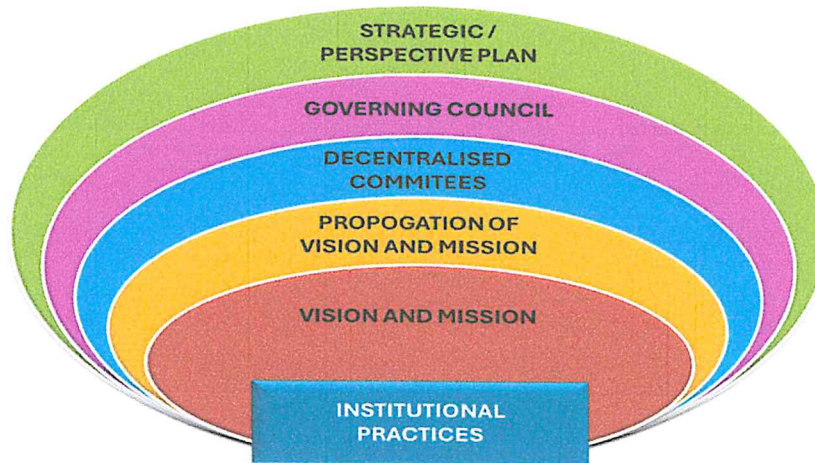 STRATEGIC /
PERSPECTIVE PLAN
GOVERNING COUNCIL
DECENTRALISED
COMMITEES
PROPOGATION OF
VISION AND MISSION
VISION AND MISSION
INSTITUTIONAL
PRACTICES